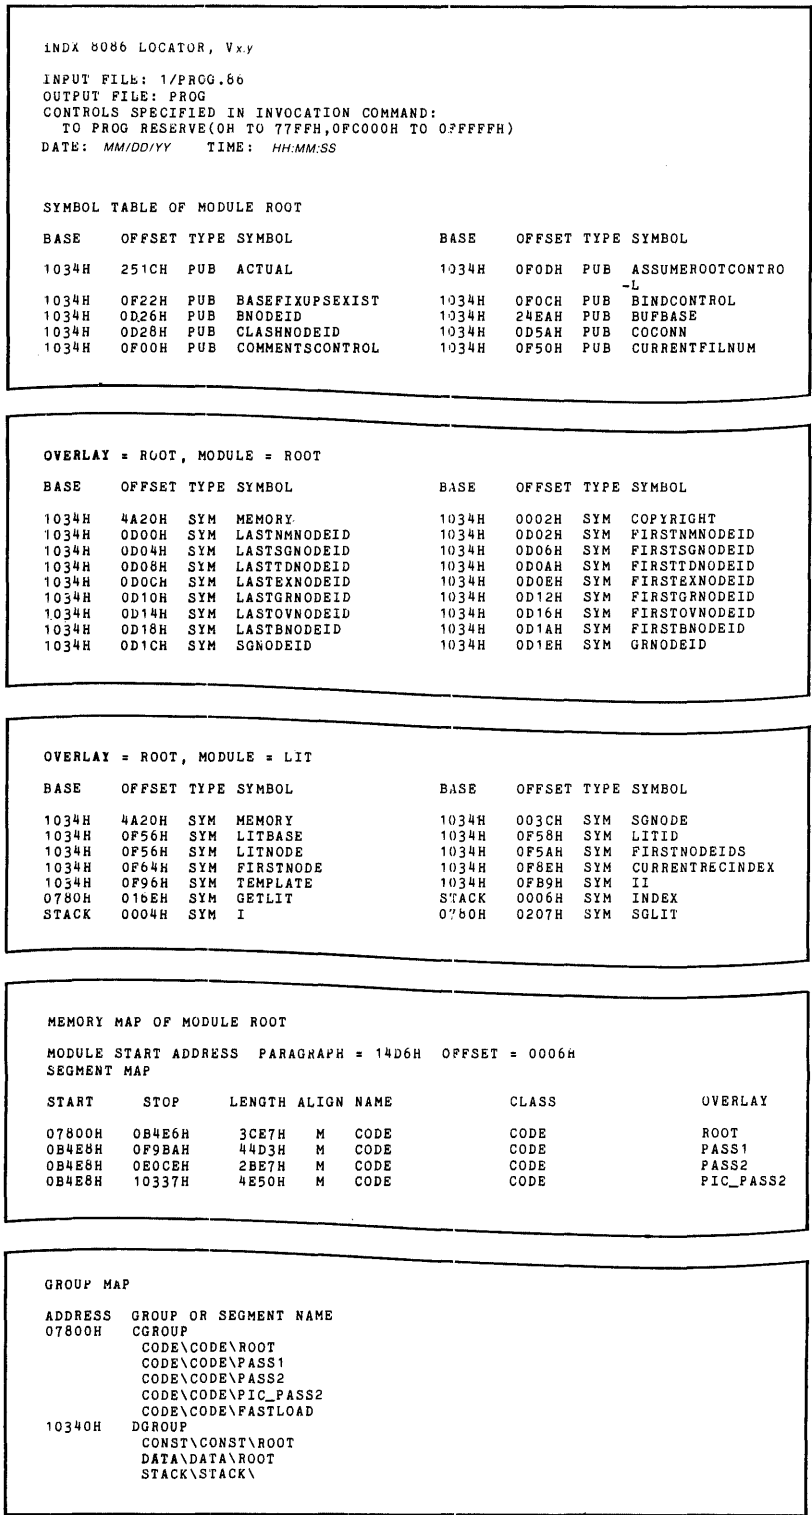 iNDX 8086 LOCATOR, Vx.y
INPUT FILE: 1/PROG.86
OUTPUT FILE: PROG
CONTROLS SPECIFIED IN INVOCATION COMMAND:
TO PROG RESERVE(0H TO 77FFH,0FC000H TO 0FFFFFH)
DATE: MM/DD/YY TIME: HH:MM:SS
SYMBOL TABLE OF MODULE ROOT
BASE OFFSET TYPE SYMBOL BASE OFFSET TYPE SYMBOL
1034H 251CH PUB ACTUAL 1034H 0F0DH PUB ASSUMEROOTCONTRO
-L
1034H 0F22H PUB BASEFIXUPSEXIST 1034H 0F0CH PUB BINDCONTROL
1034H 0D26H PUB BNODEID 1034H 24EAH PUB BUFBASE
1034H 0D28H PUB CLASHNODEID 1034H 0D5AH PUB COCONN
1034H 0F00H PUB COMMENTSCONTROL 1034H 0F50H PUB CURRENTFILNUM
OVERLAY = ROOT, MODULE = ROOT
BASE OFFSET TYPE SYMBOL BASE OFFSET TYPE SYMBOL
1034H 4A20H SYM MEMORY 1034H 0002H SYM COPYRIGHT
1034H 0D00H SYM LASTNMNODEID 1034H 0D02H SYM FIRSTNMNODEID
1034H 0D04H SYM LASTSGNODEID 1034H 0D06H SYM FIRSTSGNODEID
1034H 0D08H SYM LASTTDNODEID 1034H 0D0AH SYM FIRSTTDNODEID
1034H 0D0CH SYM LASTEXNODEID 1034H 0D0EH SYM FIRSTEXNODEID
1034H 0D10H SYM LASTGRNODEID 1034H 0D12H SYM FIRSTGRNODEID
1034H 0D14H SYM LASTOVNODEID 1034H 0D16H SYM FIRSTOVNODEID
1034H 0D18H SYM LASTBNODEID 1034H 0D1AH SYM FIRSTBNODEID
1034H 0D1CH SYM SGNODEID 1034H 0D1EH SYM GRNODEID
OVERLAY = ROOT, MODULE = LIT
BASE OFFSET TYPE SYMBOL BASE OFFSET TYPE SYMBOL
1034H 4A20H SYM MEMORY 1034H 003CH SYM SGNODE
1034H 0F56H SYM LITBASE 1034H 0F58H SYM LITID
1034H 0F56H SYM LITNODE 1034H 0F5AH SYM FIRSTNODEIDS
1034H 0F64H SYM FIRSTNODE 1034H 0F8EH SYM CURRENTRECINDEX
1034H 0F96H SYM TEMPLATE 1034H 0FB9H SYM II
0780H 016EH SYM GETLIT STACK 0006H SYM INDEX
STACK 0004H SYM I 0780H 0207H SYM SGLIT
MEMORY MAP OF MODULE ROOT
MODULE START ADDRESS PARAGRAPH = 14D6H OFFSET = 0006H
SEGMENT MAP
START STOP LENGTH ALIGN NAME CLASS OVERLAY
07800H 0B4E6H 3CE7H M CODE CODE ROOT
0B4E8H 0F9BAH 44D3H M CODE CODE PASS1
0B4E8H 0E0CEH 2BE7H M CODE CODE PASS2
0B4E8H 10337H 4E50H M CODE CODE PIC_PASS2
GROUP MAP
ADDRESS GROUP OR SEGMENT NAME
07800H CGROUP
CODE\CODE\ROOT
CODE\CODE\PASS1
CODE\CODE\PASS2
CODE\CODE\PIC_PASS2
CODE\CODE\FASTLOAD
10340H DGROUP
CONST\CONST\ROOT
DATA\DATA\ROOT
STACK\STACK\